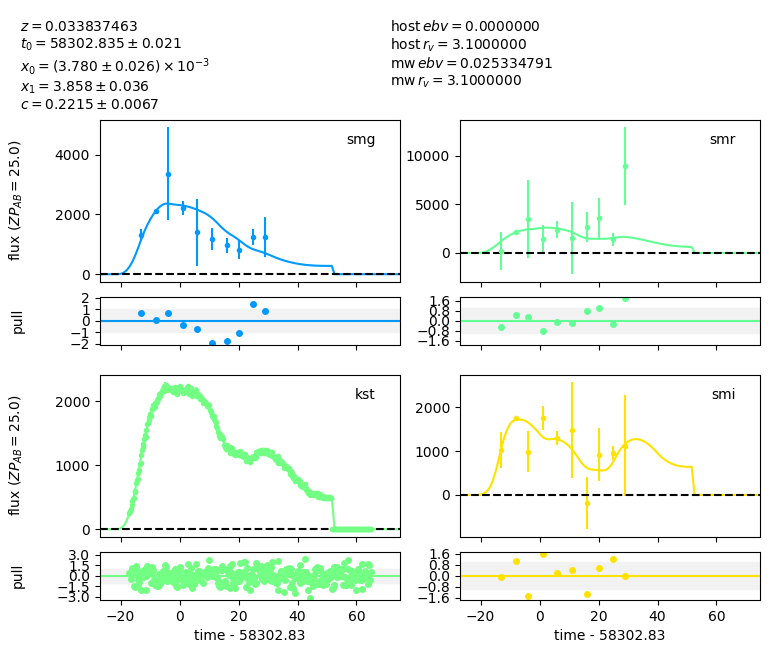 z = 0.033837463
t₀ = 58302.835 ± 0.021
x₀ = (3.780 ± 0.026) × 10⁻³
x₁ = 3.858 ± 0.036
c = 0.2215 ± 0.0067
host ebv = 0.0000000
host r_v = 3.1000000
mw ebv = 0.025334791
mw r_v = 3.1000000
flux (ZP_AB = 25.0)
smg
4000
2000
0
smr
10000
5000
0
pull
2
1
0
−1
−2
1.6
0.8
0.0
−0.8
−1.6
flux (ZP_AB = 25.0)
kst
2000
1000
0
smi
2000
1000
0
pull
3.0
1.5
0.0
−1.5
−3.0
1.6
0.8
0.0
−0.8
−1.6
−20 0 20 40 60
−20 0 20 40 60
time - 58302.83
time - 58302.83